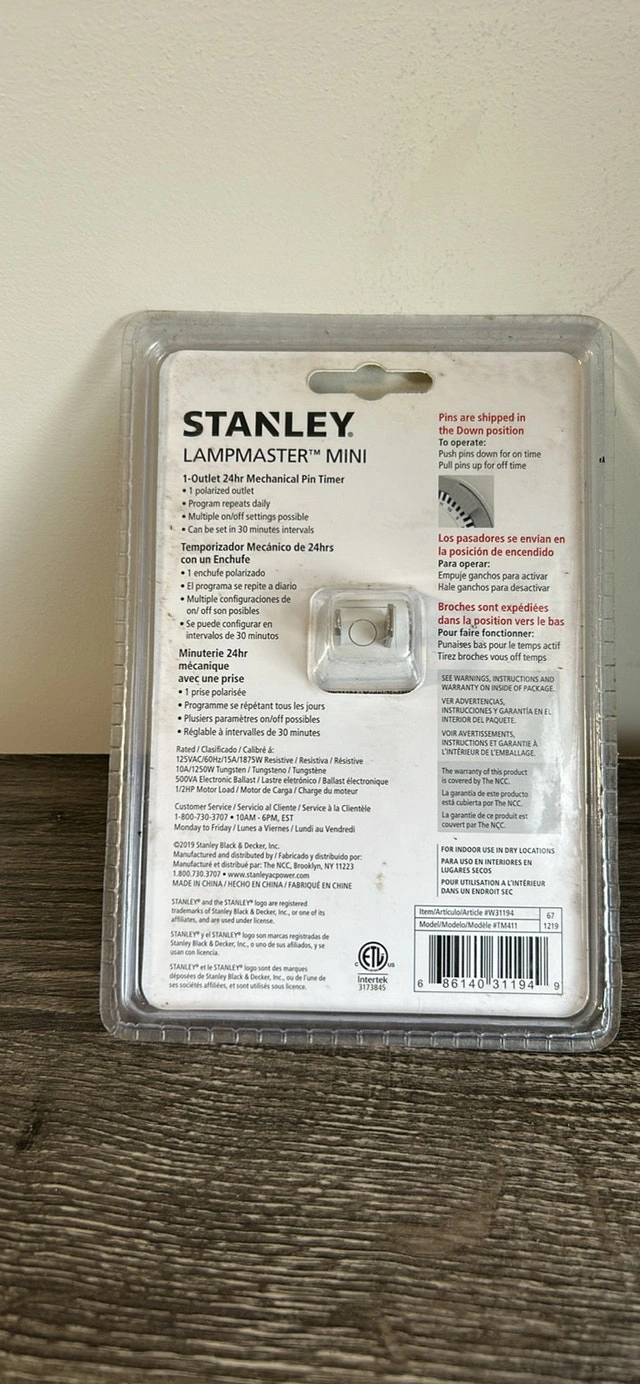 STANLEY®
LAMPMASTER™ MINI
1-Outlet 24hr Mechanical Pin Timer
• 1 polarized outlet
• Program repeats daily
• Multiple on/off settings possible
• Can be set in 30 minutes intervals
Temporizador Mecánico de 24hrs
con un Enchufe
• 1 enchufe polarizado
• El programa se repite a diario
• Multiple configuraciones de
on/ off son posibles
• Se puede configurar en
intervalos de 30 minutos
Minuterie 24hr
mécanique
avec une prise
• 1 prise polarisée
• Programme se répétant tous les jours
• Plusiers paramètres on/off possibles
• Réglable à intervalles de 30 minutes
Rated / Clasificado / Calibré á:
125VAC/60Hz/15A/1875W Resistive / Resistiva / Résistive
10A/1250W Tungsten / Tungsteno / Tungstène
500VA Electronic Ballast / Lastre eletrónico / Ballast électronique
1/2HP Motor Load / Motor de Carga / Charge du moteur
Customer Service / Servicio al Cliente / Service à la Clientèle
1-800-730-3707 • 10AM - 6PM, EST
Monday to Friday / Lunes a Viernes / Lundi au Vendredi
©2019 Stanley Black & Decker, Inc.
Manufactured and distributed by / Fabricado y distribuido por:
Manufacturé et distribué par: The NCC, Brooklyn, NY 11223
1.800.730.3707 • www.stanleyacpower.com
MADE IN CHINA / HECHO EN CHINA / FABRIQUÉ EN CHINE
STANLEY® and the STANLEY® logo are registered
trademarks of Stanley Black & Decker, Inc., or one of its
affiliates, and are used under license.
STANLEY® y el STANLEY® logo son marcas registradas de
Stanley Black & Decker, Inc., o uno de sus afiliados, y se
usan con licencia.
STANLEY® et le STANLEY® logo sont des marques
déposées de Stanley Black & Decker, Inc., ou de l'une de
ses sociétés affiliées, et sont utilisés sous licence.
Pins are shipped in
the Down position
To operate:
Push pins down for on time
Pull pins up for off time
Los pasadores se envían en
la posición de encendido
Para operar:
Empuje ganchos para activar
Hale ganchos para desactivar
Broches sont expédiées
dans la position vers le bas
Pour faire fonctionner:
Punaises bas pour le temps actif
Tirez broches vous off temps
SEE WARNINGS, INSTRUCTIONS AND
WARRANTY ON INSIDE OF PACKAGE.
VER ADVERTENCIAS,
INSTRUCCIONES Y GARANTÍA EN EL
INTERIOR DEL PAQUETE.
VOIR AVERTISSEMENTS,
INSTRUCTIONS ET GARANTIE À
L'INTÉRIEUR DE L'EMBALLAGE.
The warranty of this product
is covered by The NCC.
La garantía de este producto
está cubierta por The NCC.
La garantie de ce produit est
couvert par The NCC.
FOR INDOOR USE IN DRY LOCATIONS
PARA USO EN INTERIORES EN
LUGARES SECOS
POUR UTILISATION A L'INTÉRIEUR
DANS UN ENDROIT SEC
Item/Artículo/Article #W31194
Model/Modelo/Modèle #TM411
67
1219
6 86140 31194 9
c ETL us
Intertek
3173845